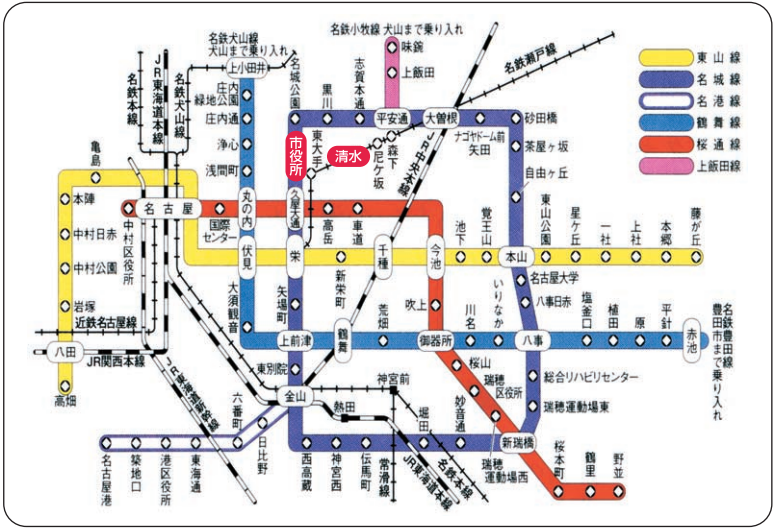 名鉄犬山線
犬山まで乗り入れ
名鉄小牧線 犬山まで乗り入れ
名鉄瀬戸線
名鉄本線
JR東海道本線
名鉄犬山線
上小田井
庄内
緑地公園
庄内通
浄心
浅間町
丸の内
伏見
大須観音
名城公園
黒川
志賀本通
平安通
大曽根
味鋺
上飯田
市役所
東大手
清水
尼ケ坂
森下
JR中央本線
ナゴヤドーム前
矢田
砂田橋
茶屋ヶ坂
自由ヶ丘
東山線
名城線
名港線
鶴舞線
桜通線
上飯田線
亀島
本陣
中村日赤
中村公園
岩塚
八田
高畑
名古屋
中村区役所
国際
センター
久屋大通
高岳
車道
栄
新栄町
千種
今池
池下
覚王山
本山
東山公園
星ケ丘
一社
上社
本郷
藤が丘
名古屋大学
八事日赤
矢場町
吹上
上前津
鶴舞
荒畑
御器所
川名
いりなか
八事
塩釜口
植田
原
平針
赤池
名鉄豊田線
豊田市まで乗り入れ
近鉄名古屋線
JR関西本線
JR東海道新幹線
東別院
金山
神宮前
熱田
桜山
瑞穂
区役所
総合リハビリセンター
瑞穂運動場東
六番町
日比野
名古屋港
築地口
港区役所
東海通
西高蔵
神宮西
伝馬町
常滑線
堀田
名鉄本線
JR東海道本線
妙音通
新瑞橋
瑞穂
運動場西
桜本町
鶴里
野並